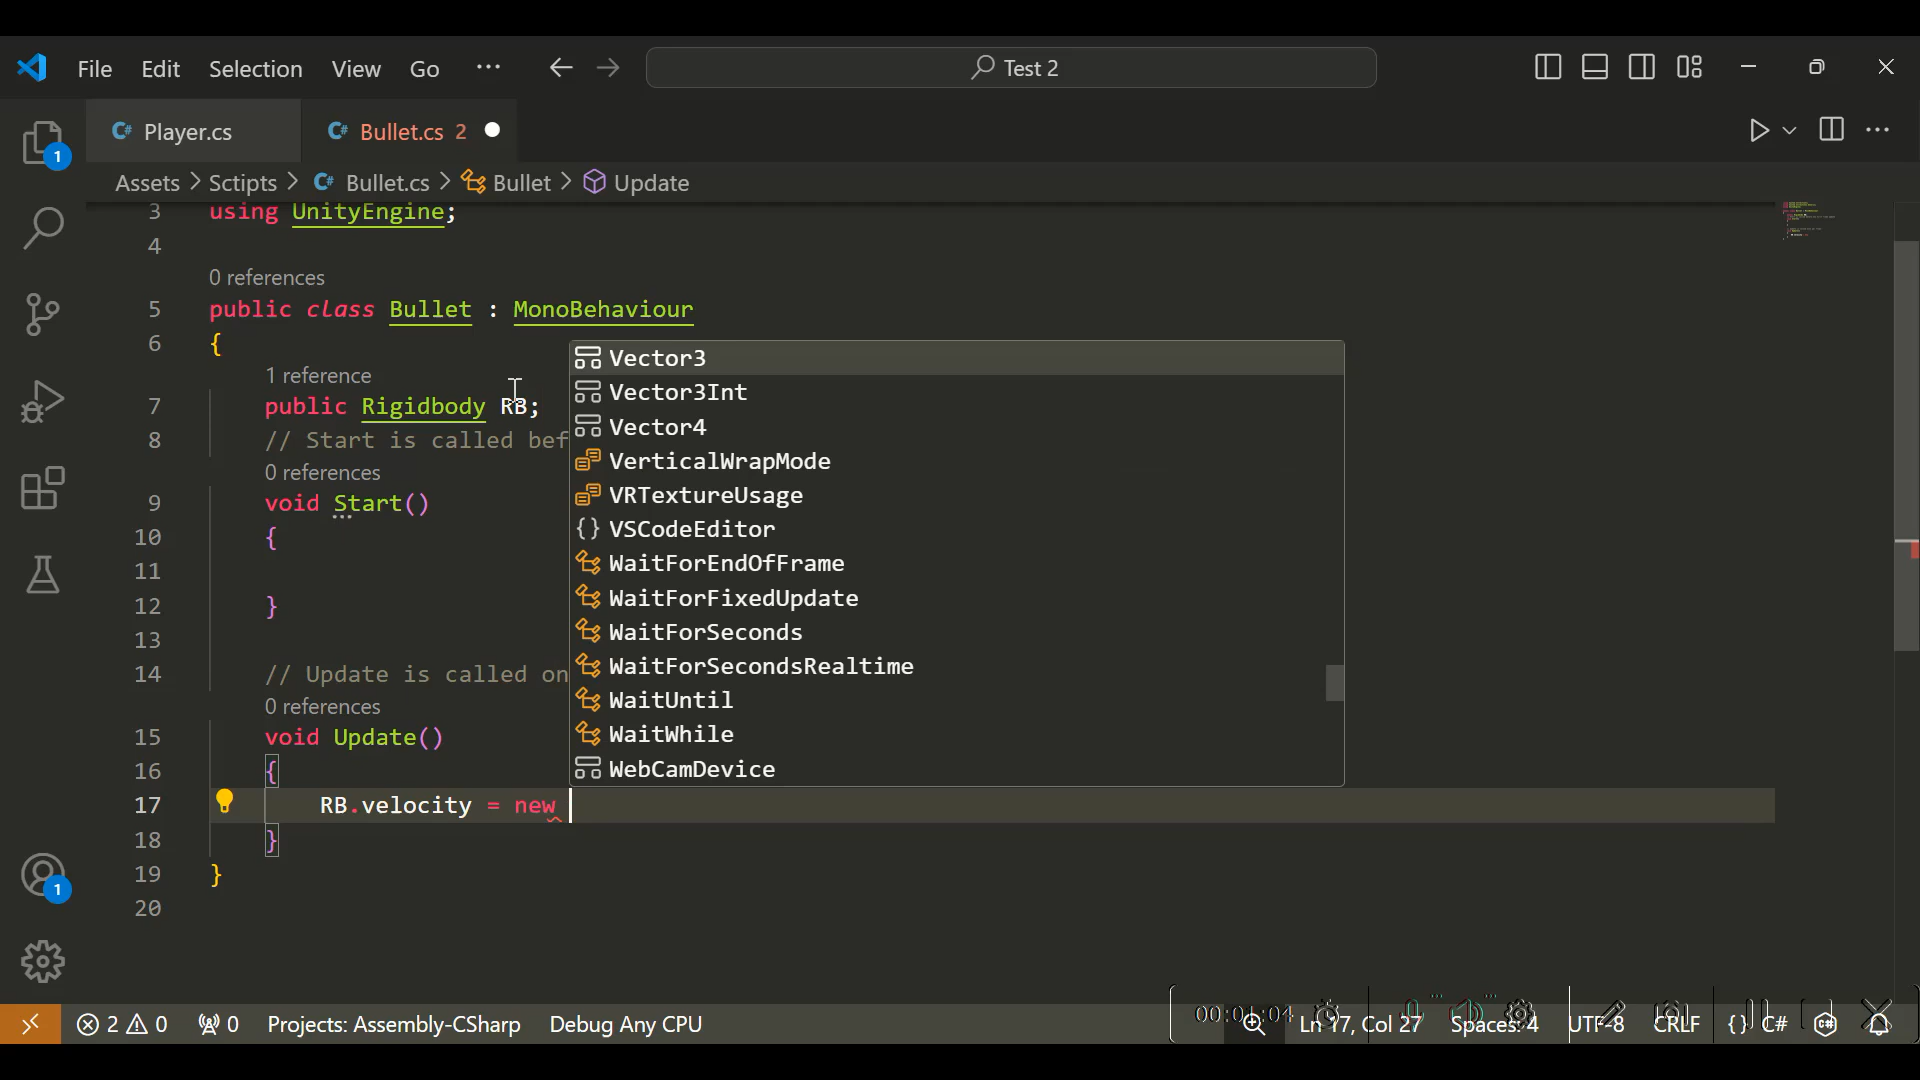 File Edit Selection View Go ··· Test 2
Player.cs Bullet.cs 2
Assets > Sctipts > Bullet.cs > Bullet > Update
3 using UnityEngine;
4
0 references
5 public class Bullet : MonoBehaviour
6 {
1 reference
7 public Rigidbody RB;
8 // Start is called bef
0 references
9 void Start()
10 {
11
12 }
13
14 // Update is called on
0 references
15 void Update()
16 {
17 RB.velocity = new
18 }
19 }
20
Vector3
Vector3Int
Vector4
VerticalWrapMode
VRTextureUsage
VSCodeEditor
WaitForEndOfFrame
WaitForFixedUpdate
WaitForSeconds
WaitForSecondsRealtime
WaitUntil
WaitWhile
WebCamDevice
1
1
2 0 0 Projects: Assembly-CSharp Debug Any CPU 00:01:04 Ln 17, Col 27 Spaces: 4 UTF-8 CRLF {} C#